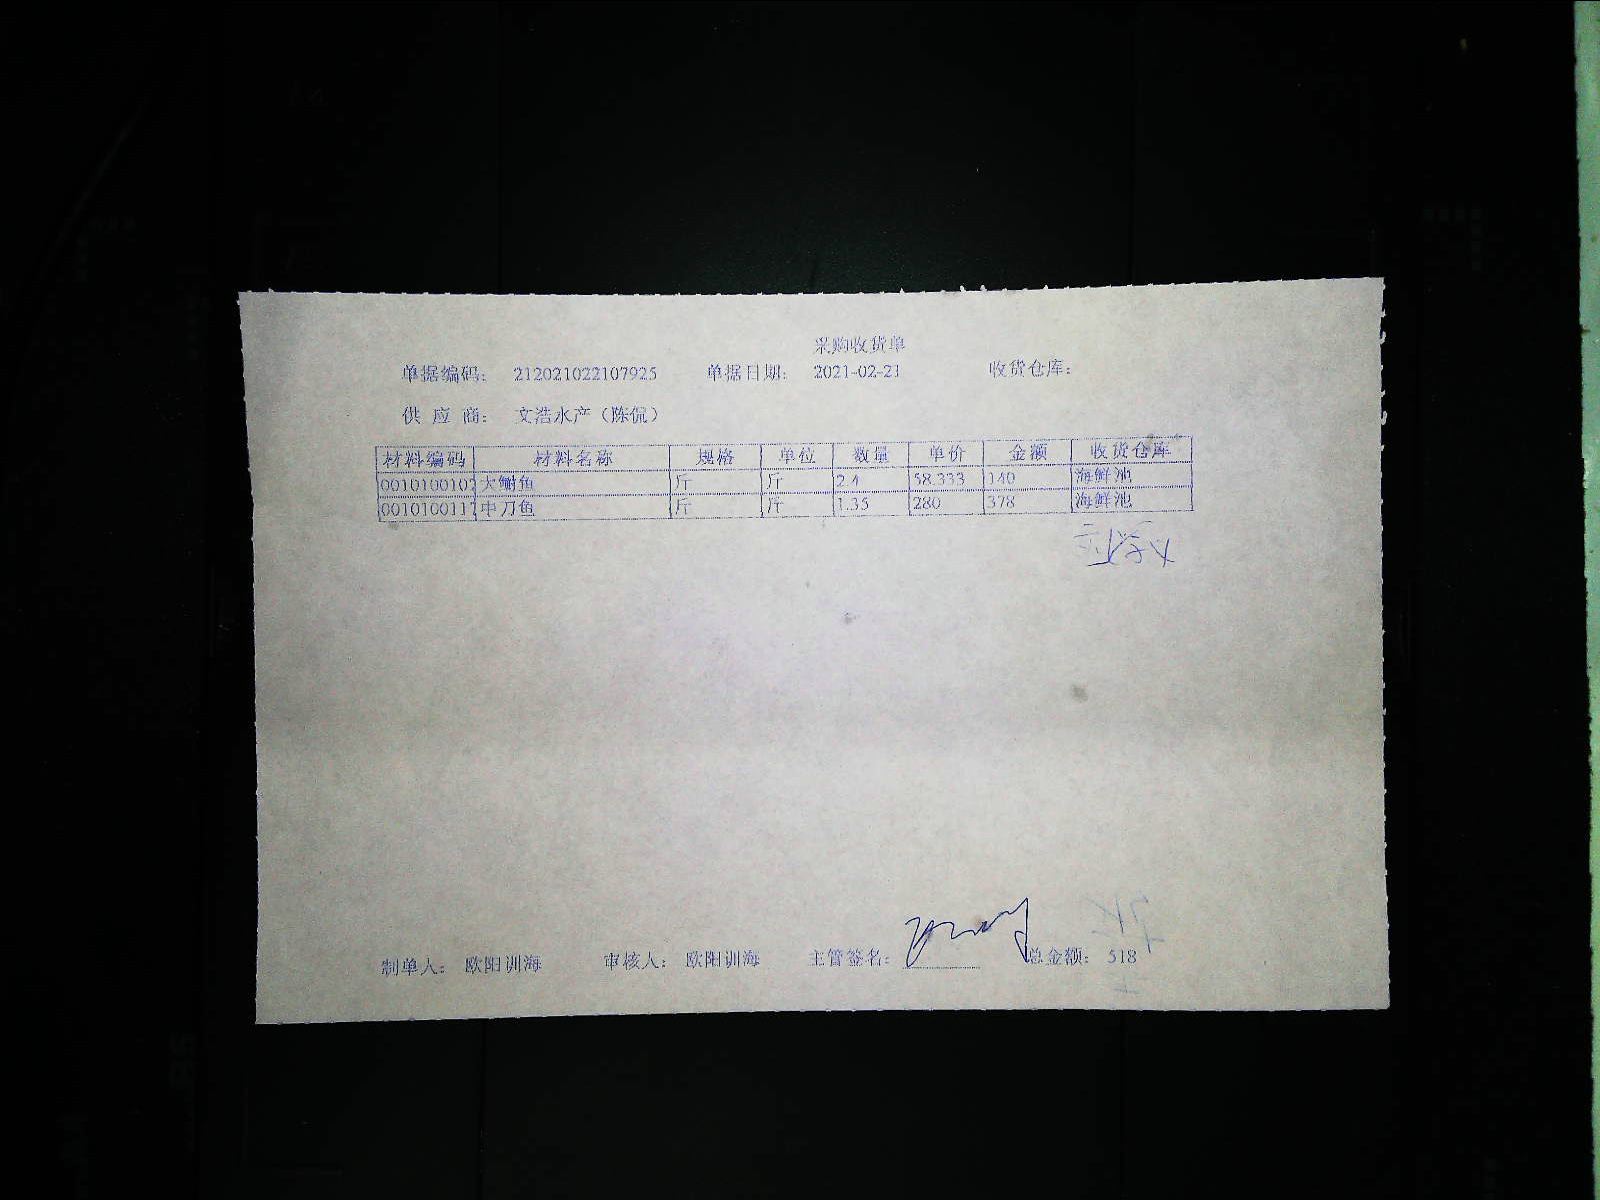 采购收货单
单据编码： 212021022107925 单据日期： 2021-02-21 收货仓库：
供 应 商： 文浩水产（陈侃）
材料编码 材料名称 规格 单位 数量 单价 金额 收货仓库
0010100102 大鲥鱼 斤 斤 2.4 58.333 140 海鲜池
0010100117 中刀鱼 斤 斤 1.35 280 378 海鲜池
制单人： 欧阳训海 审核人： 欧阳训海 主管签名： 总金额： 518